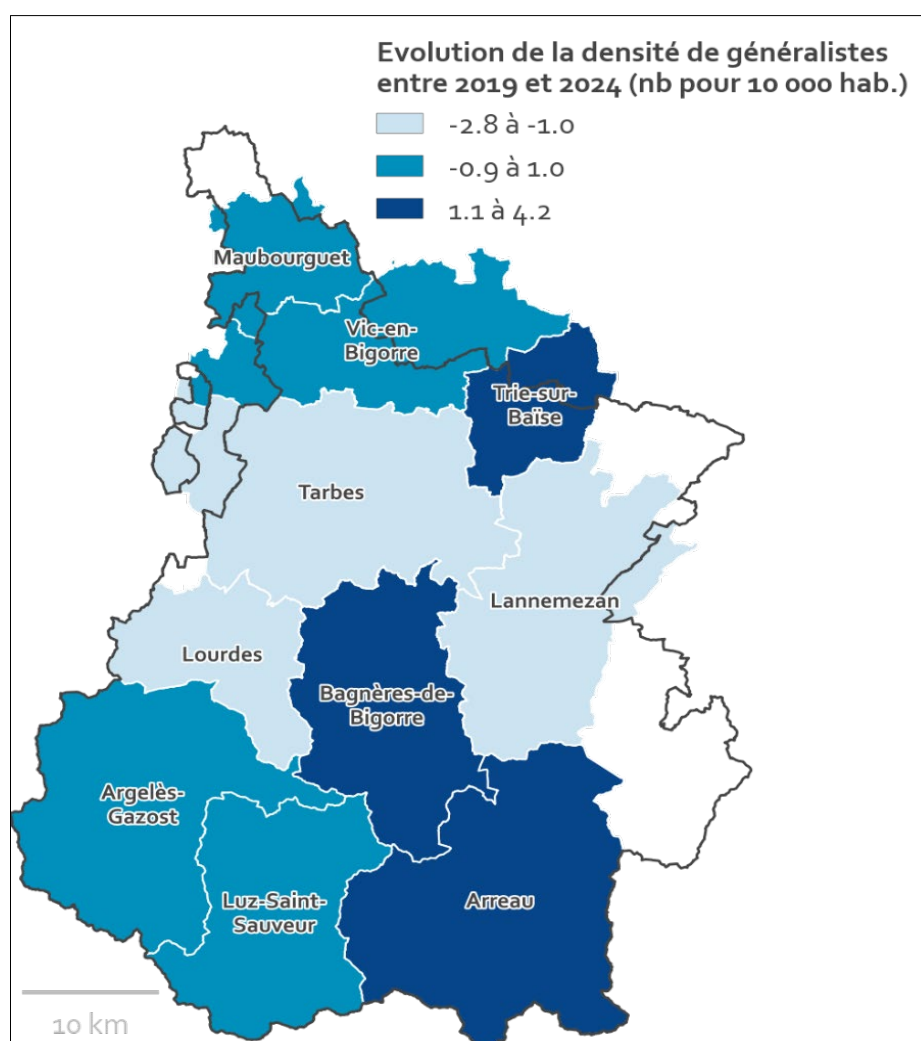 Evolution de la densité de généralistes
entre 2019 et 2024 (nb pour 10 000 hab.)
-2.8 à -1.0
-0.9 à 1.0
1.1 à 4.2
Maubourguet
Vic-en-
Bigorre
Trie-sur-
Baïse
Tarbes
Lannemezan
Lourdes
Bagnères-de-
Bigorre
Argelès-
Gazost
Luz-Saint-
Sauveur
Arreau
10 km